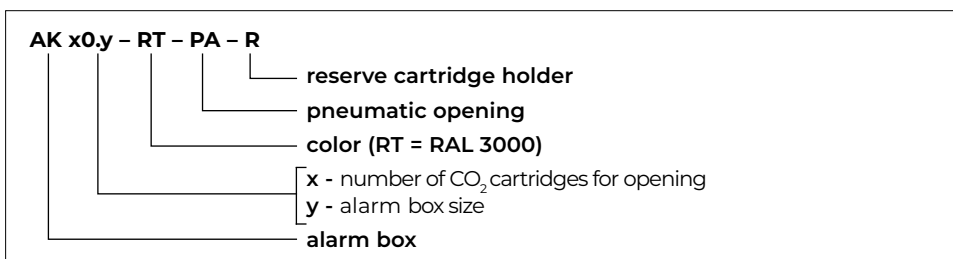 AK x0.y – RT – PA – R
reserve cartridge holder
pneumatic opening
color (RT = RAL 3000)
x - number of CO₂ cartridges for opening
y - alarm box size
alarm box